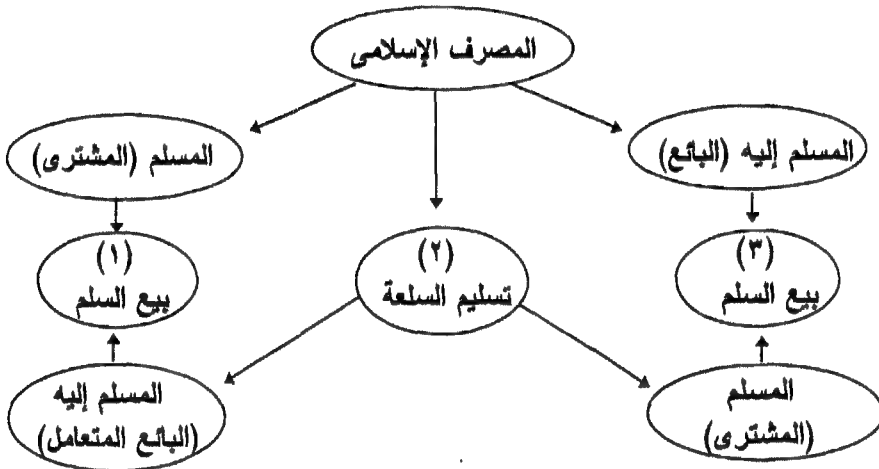 المصرف الإسلامى
المسلم إليه (البائع)
المسلم (المشترى)
(٣)
بيع السلم
(٢)
تسليم السلعة
(١)
بيع السلم
المسلم
(المشترى)
المسلم إليه
(البائع المتعامل)